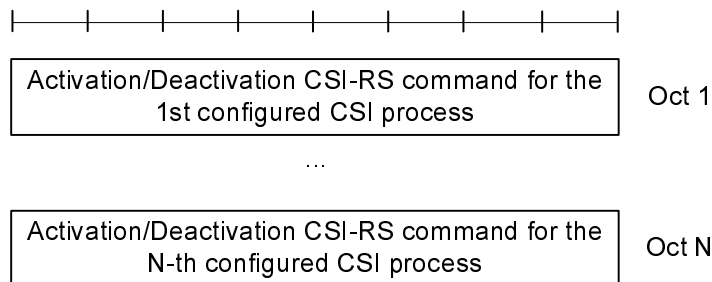 Activation/Deactivation CSI-RS command for the
1st configured CSI process
Oct 1
...
Activation/Deactivation CSI-RS command for the
N-th configured CSI process
Oct N